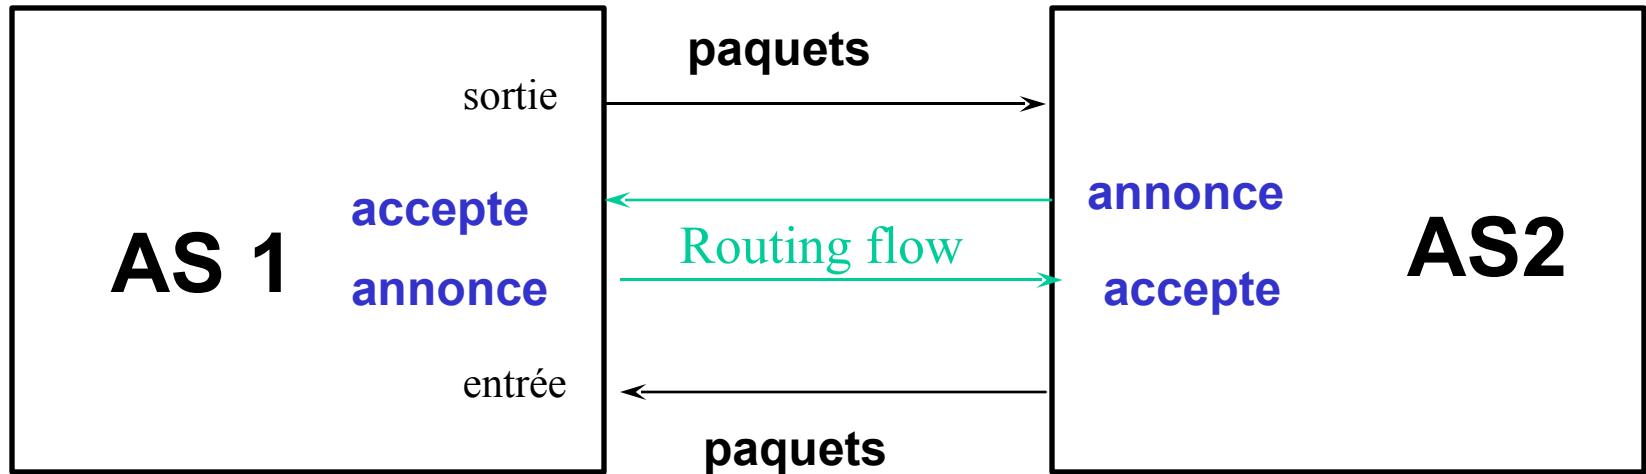 paquets
sortie
accepte
annonce
AS 1
Routing flow
AS2
annonce
accepte
entrée
paquets